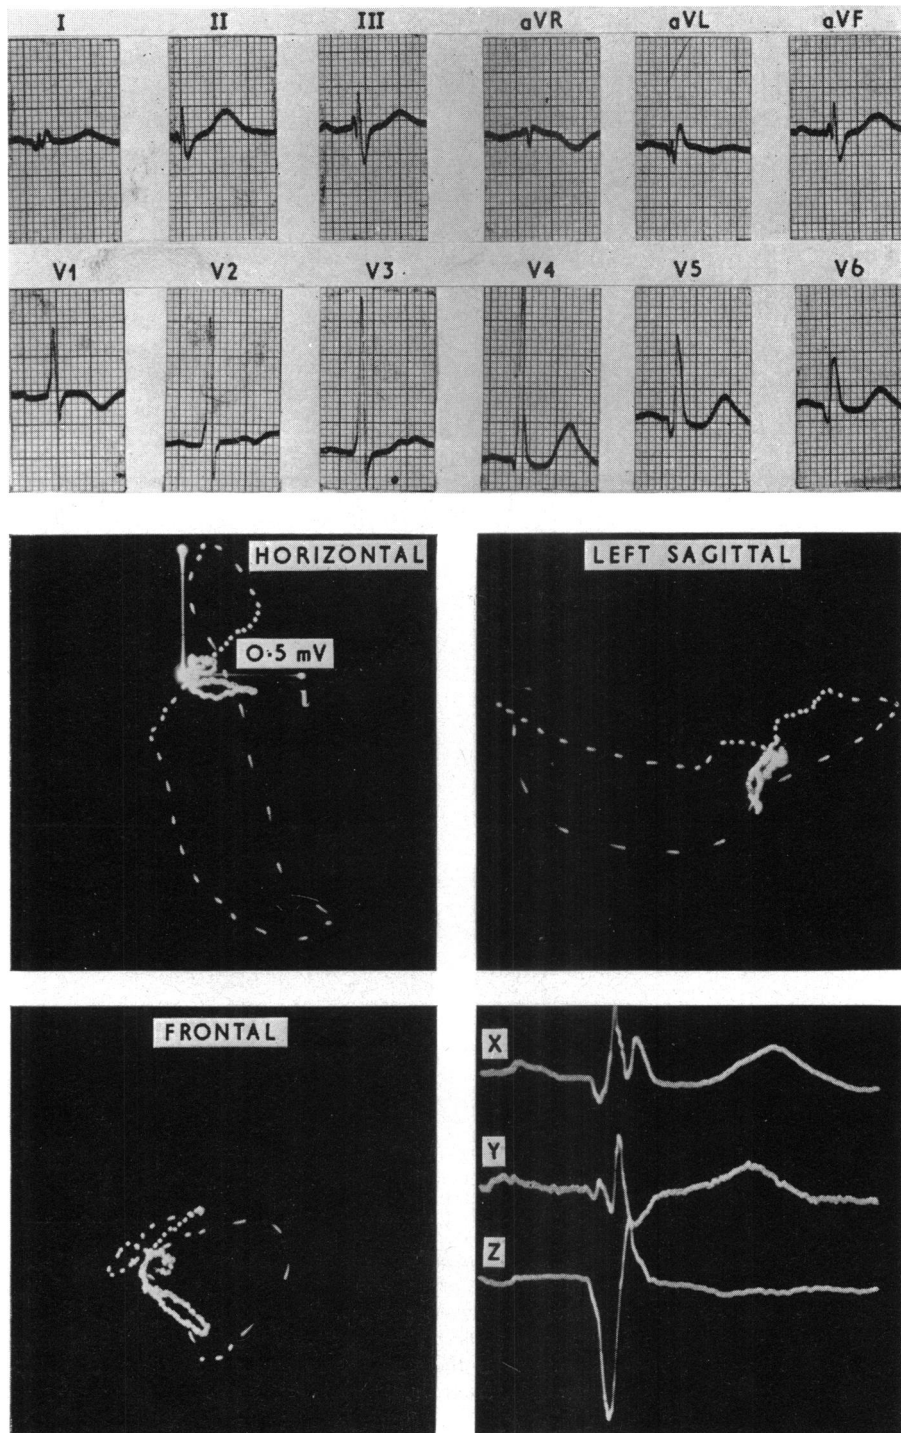 I II III aVR aVL aVF
V1 V2 V3 V4 V5 V6
HORIZONTAL LEFT SAGITTAL
0·5 mV
l
FRONTAL X
Y
Z